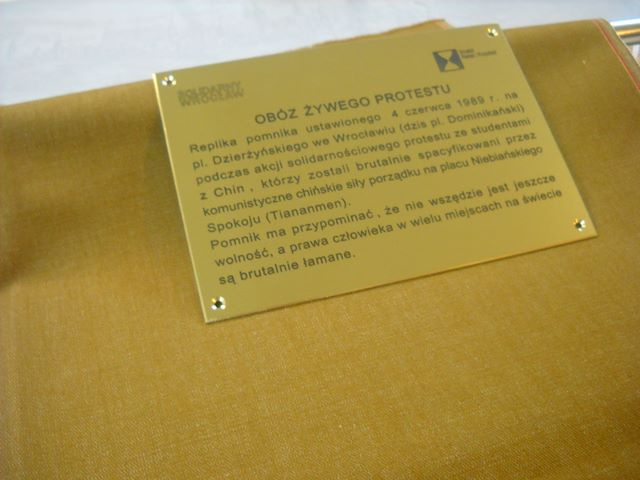 SOLIDARNY
WROCŁAW
OBÓZ ŻYWEGO PROTESTU
Replika pomnika ustawionego 4 czerwca 1989 r. na
pl. Dzierżyńskiego we Wrocławiu (dziś pl. Dominikański)
podczas akcji solidarnościowego protestu ze studentami
z Chin, którzy zostali brutalnie spacyfikowani przez
komunistyczne chińskie siły porządku na placu Niebiańskiego
Spokoju (Tiananmen).
Pomnik ma przypominać, że nie wszędzie jest jeszcze
wolność, a prawa człowieka w wielu miejscach na świecie
są brutalnie łamane.